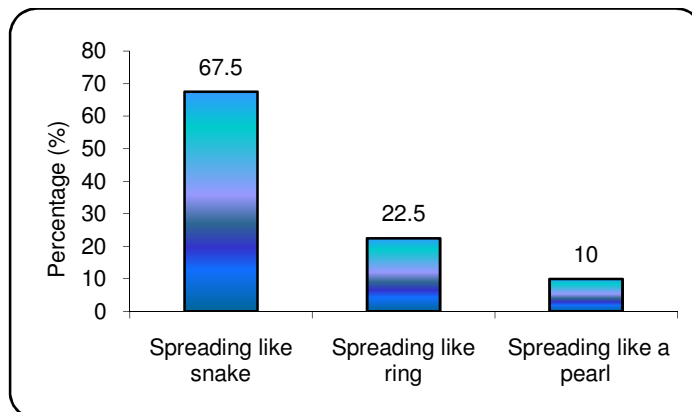 Percentage (%)
80
70
60
50
40
30
20
10
0
67.5
22.5
10
Spreading like
snake
Spreading like
ring
Spreading like a
pearl